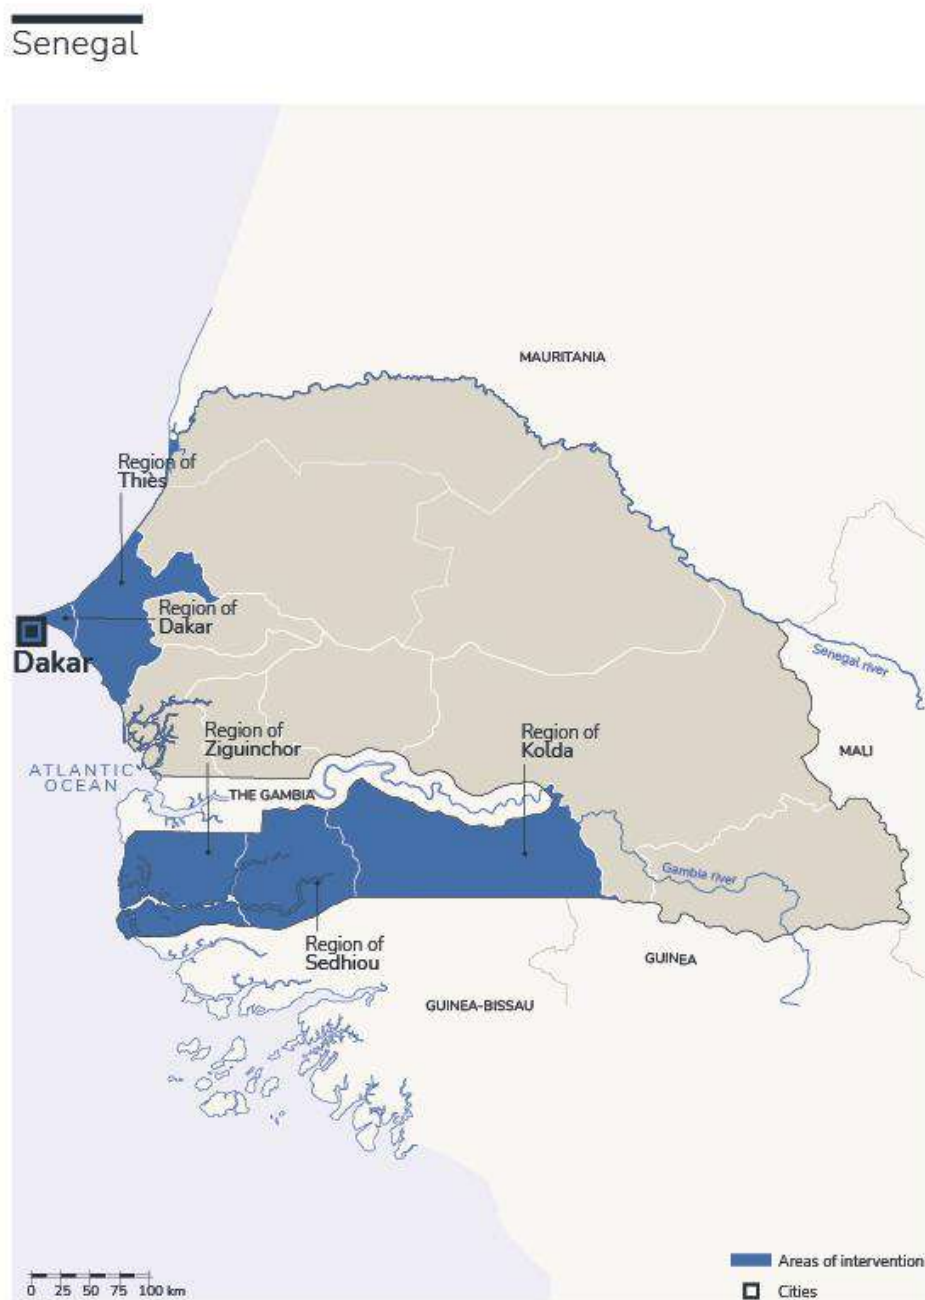 Senegal
MAURITANIA
Region of
Thiès
Region of
Dakar
Dakar
Senegal river
Region of
Ziguinchor
Region of
Kolda
MALI
ATLANTIC
OCEAN
THE GAMBIA
Gambia river
Region of
Sedhiou
GUINEA
GUINEA-BISSAU
Areas of intervention
0 25 50 75 100 km
Cities